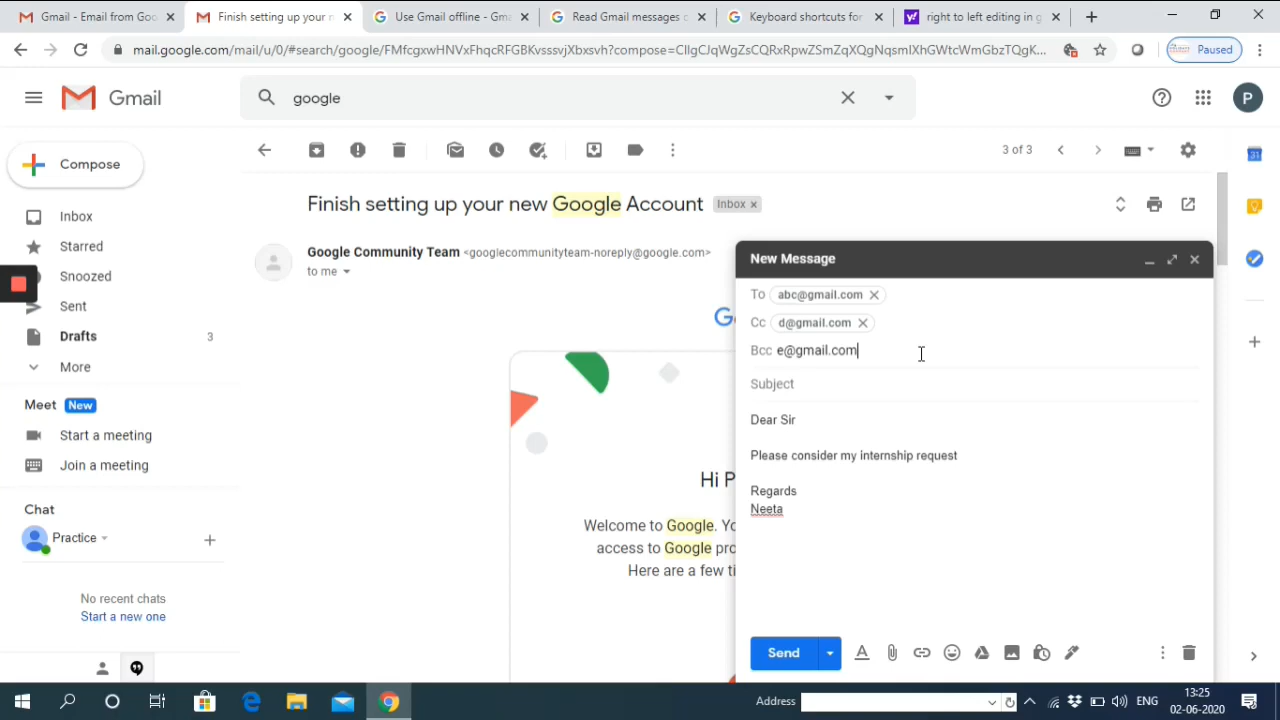 Gmail - Email from Goo
Finish setting up your n
Use Gmail offline - Gma
Read Gmail messages o
Keyboard shortcuts for
right to left editing in g
mail.google.com/mail/u/0/#search/google/FMfcgxwHNVxFhqcRFGBKvsssvjXbxsvh?compose=CllgCJqWgZsCQRxRpwZSmZqXQgNqsmlXhGWtcWmGbzTQgK...
Paused
Gmail
google
P
Compose
3 of 3
Finish setting up your new Google Account
Inbox x
Inbox
Starred
Snoozed
Sent
Drafts
3
More
Google Community Team <googlecommunityteam-noreply@google.com>
to me
New Message
To abc@gmail.com
Cc d@gmail.com
Bcc e@gmail.com
Subject
Dear Sir
Please consider my internship request
Regards
Neeta
Send
Meet New
Start a meeting
Join a meeting
Chat
Practice
No recent chats
Start a new one
Go
Hi P
Welcome to Google. Yo
access to Google pro
Here are a few ti
31
Address
ENG
13:25
02-06-2020